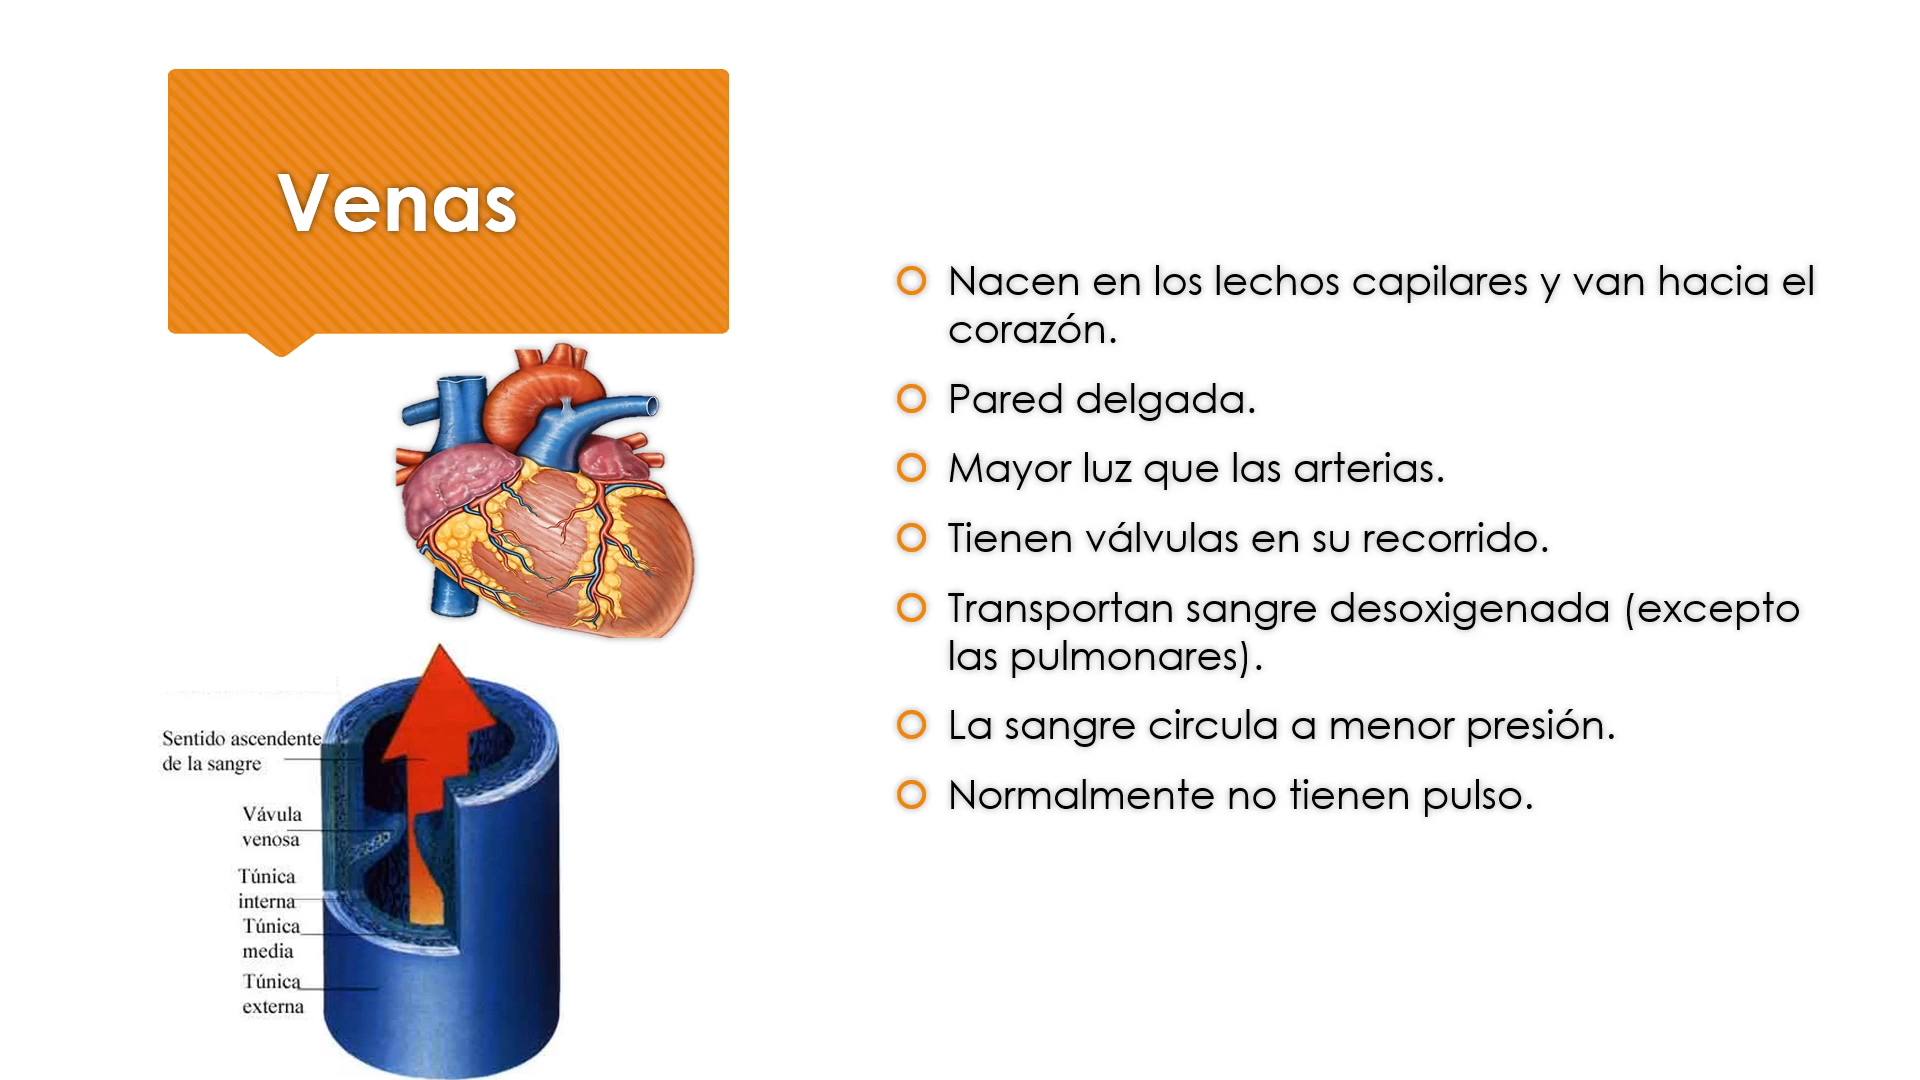 Venas
Nacen en los lechos capilares y van hacia el
corazón.
Pared delgada.
Mayor luz que las arterias.
Tienen válvulas en su recorrido.
Transportan sangre desoxigenada (excepto
las pulmonares).
La sangre circula a menor presión.
Normalmente no tienen pulso.
Sentido ascendente
de la sangre
Vávula
venosa
Túnica
interna
Túnica
media
Túnica
externa